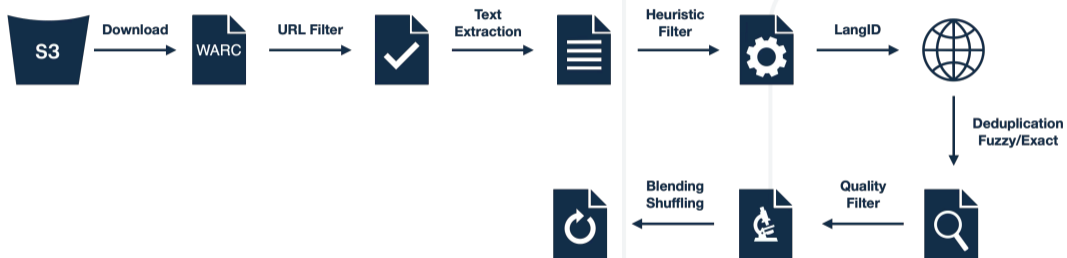 S3
Download
WARC
URL Filter
Text
Extraction
Heuristic
Filter
LangID
Deduplication
Fuzzy/Exact
Quality
Filter
Blending
Shuffling